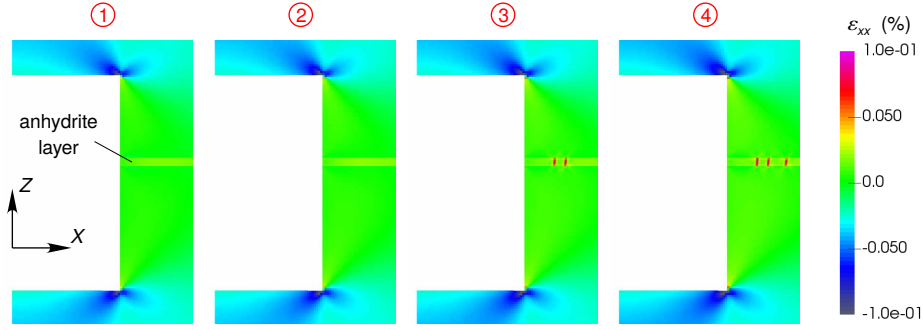 1 2 3 4
εxx (%)
1.0e-01
0.050
0.0
-0.050
-1.0e-01
anhydrite
layer
Z
X